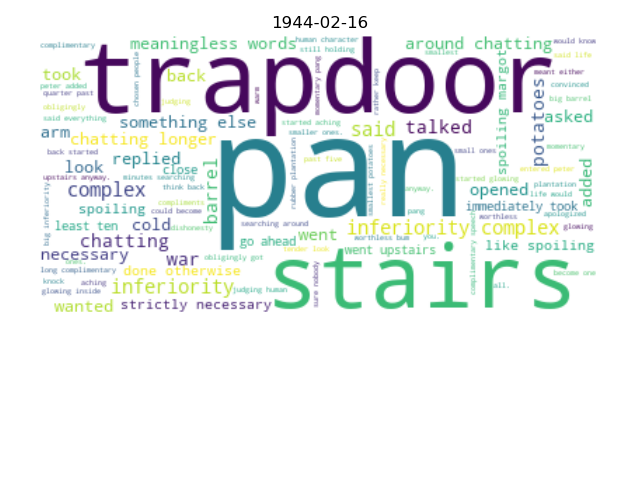 1944-02-16
complimentary
meaningless words
human character
still holding
around chatting
would know
said life
trapdoor
took
peter added
quarter past
obligingly
said everything
chosen people
back
judging
warm
momentary pang
rather keep
smallest
meant either
convinced
big barrel
arm
something else
chatting longer
started aching
smaller ones.
said
talked
spoiling margot
potatoes
asked
momentary
back started
look
replied
close
upstairs anyway.
minutes searching
complex
think back
pan
rubber plantation
past five
smallest potatoes
really necessary
anyway.
small ones
entered peter
started glowing
plantation
life would
opened
added
immediately took
big inferiority
spoiling
could become
compliments
dishonesty
barrel
pang
worthless
apologized
least ten
cold
searching around
inferiority complex
glowing
chatting
go ahead
went
worthless bum
you.
like spoiling
necessary
war
obligingly got
went upstairs
tender look
complimentary speech
ones.
long complimentary
aching
done otherwise
knock
glowing inside
inferiority
judging human
sure nobody
stairs
become one
all.
wanted
strictly necessary